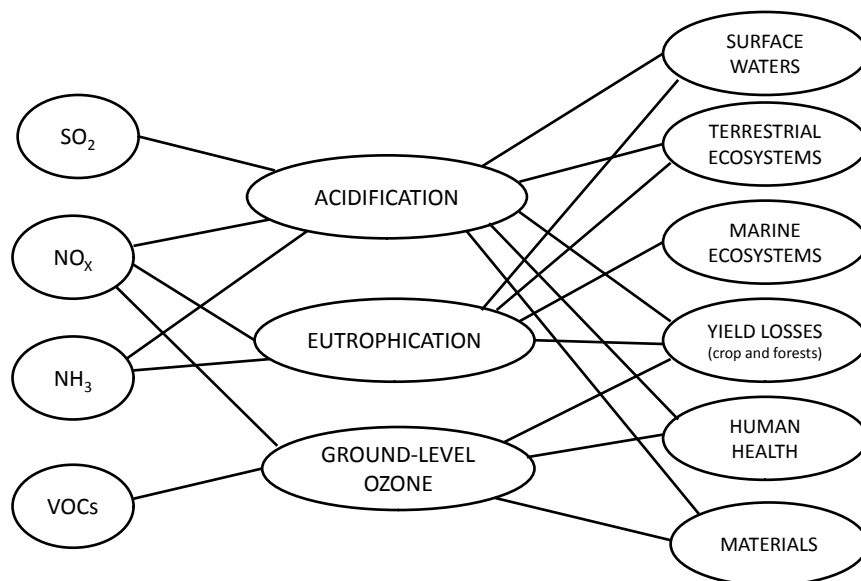 SO₂
NOₓ
NH₃
VOCs
ACIDIFICATION
EUTROPHICATION
GROUND-LEVEL
OZONE
SURFACE
WATERS
TERRESTRIAL
ECOSYSTEMS
MARINE
ECOSYSTEMS
YIELD LOSSES
(crop and forests)
HUMAN
HEALTH
MATERIALS